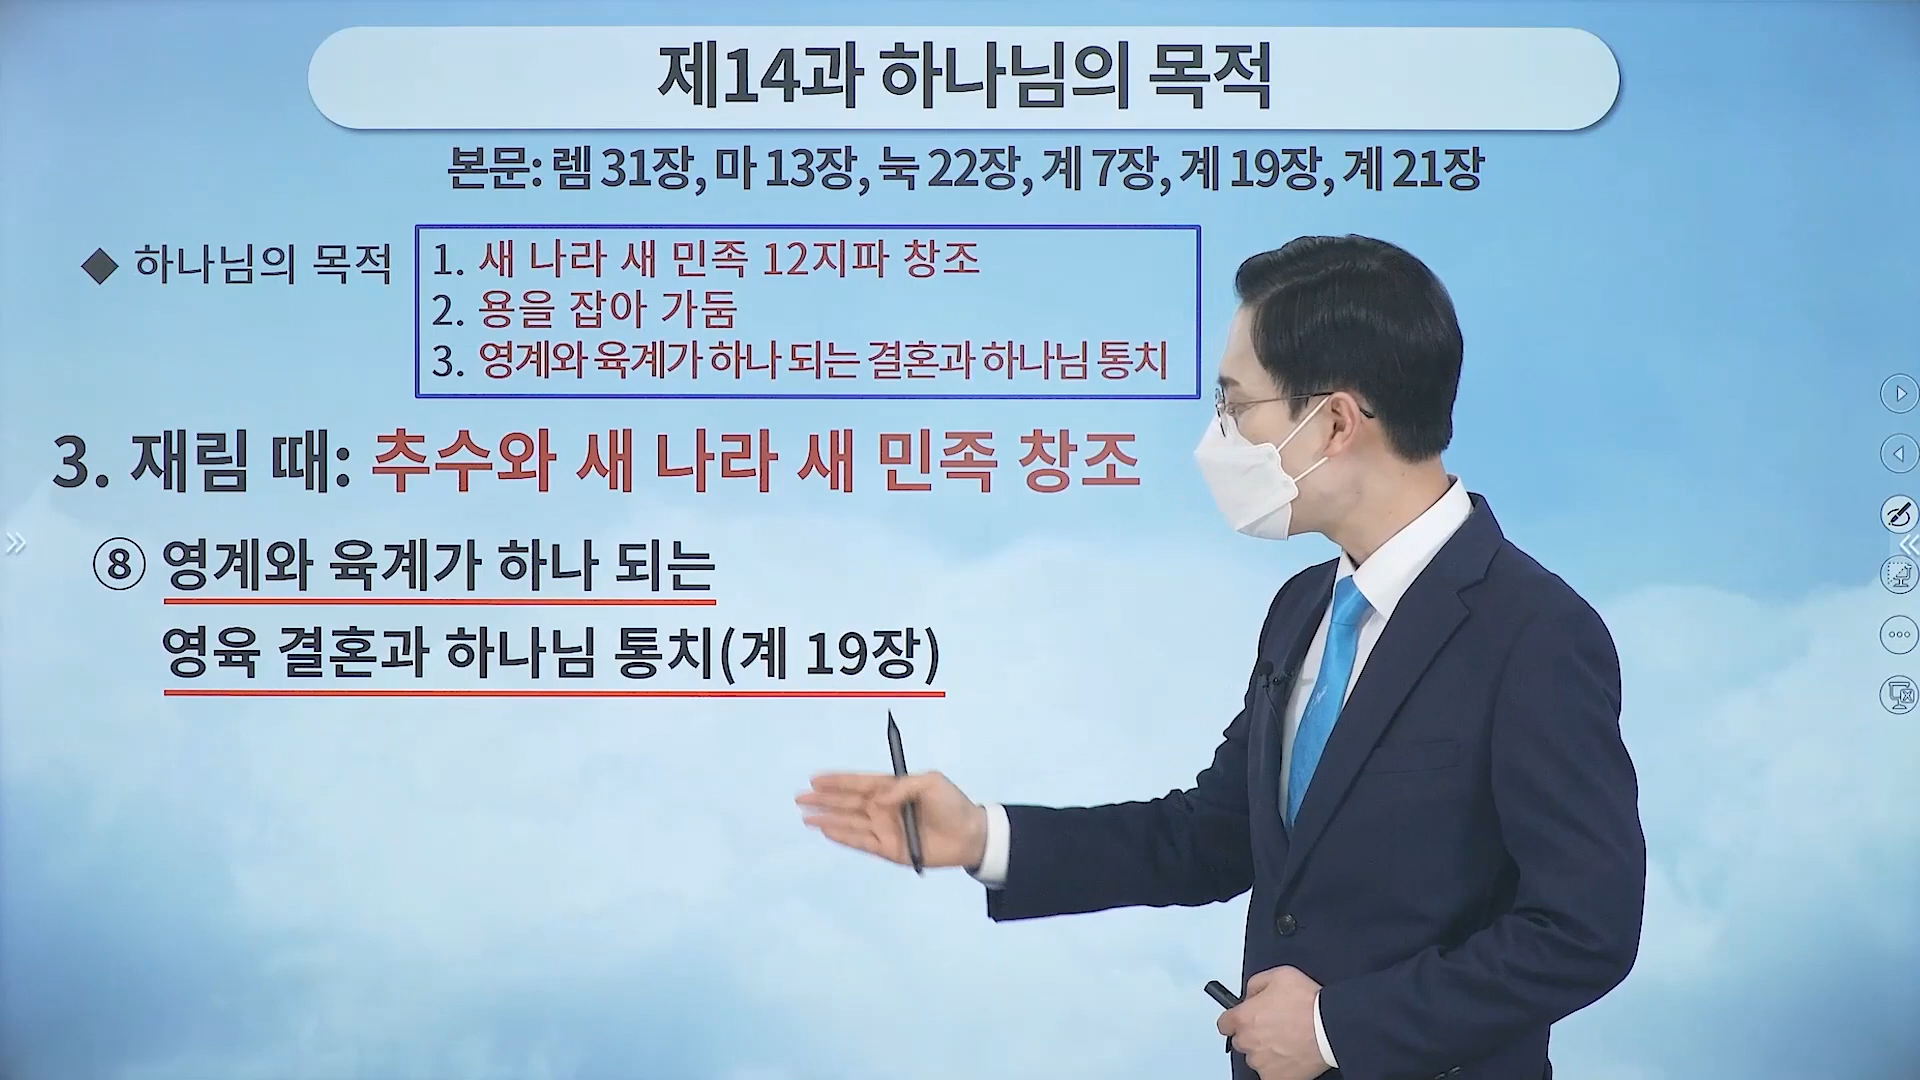 제14과 하나님의 목적
본문: 렘 31장, 마 13장, 눅 22장, 계 7장, 계 19장, 계 21장
◆ 하나님의 목적
1. 새 나라 새 민족 12지파 창조
2. 용을 잡아 가둠
3. 영계와 육계가 하나 되는 결혼과 하나님 통치
3. 재림 때: 추수와 새 나라 새 민족 창조
⑧ 영계와 육계가 하나 되는
영육 결혼과 하나님 통치(계 19장)